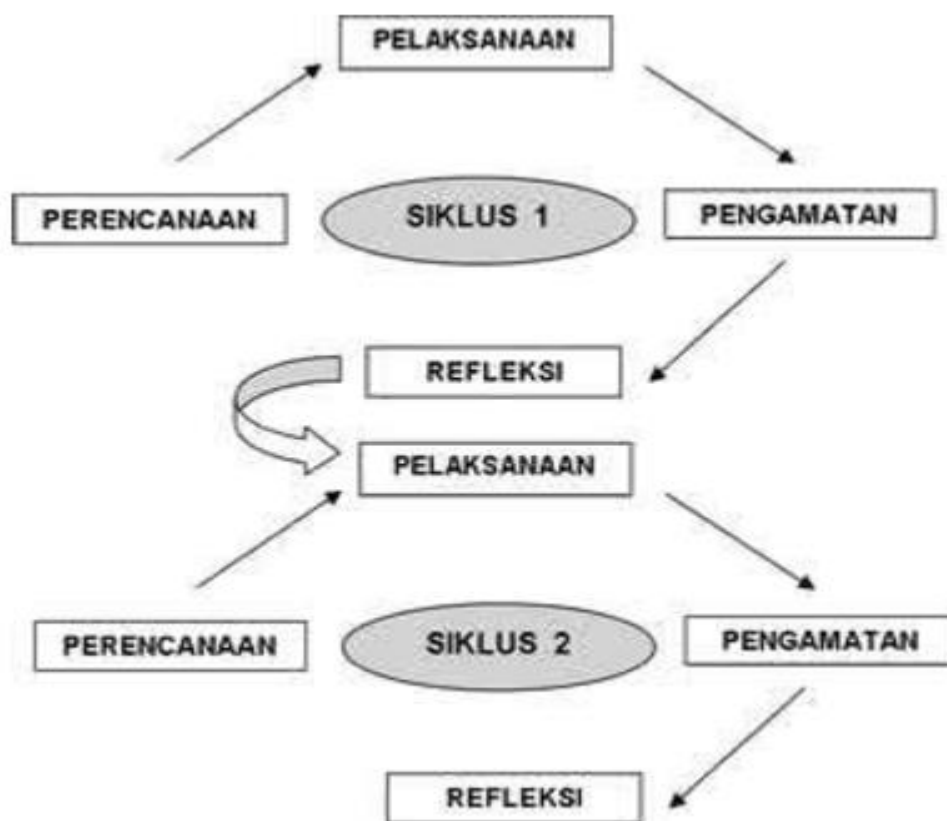 PELAKSANAAN
PERENCANAAN
SIKLUS 1
PENGAMATAN
REFLEKSI
PELAKSANAAN
PERENCANAAN
SIKLUS 2
PENGAMATAN
REFLEKSI